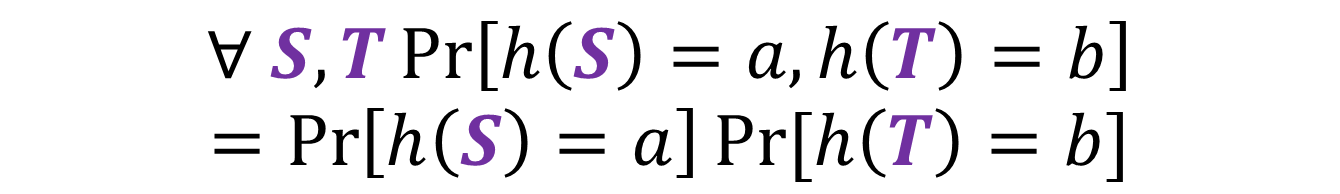 ∀ S, T Pr[h(S) = a, h(T) = b]
= Pr[h(S) = a] Pr[h(T) = b]